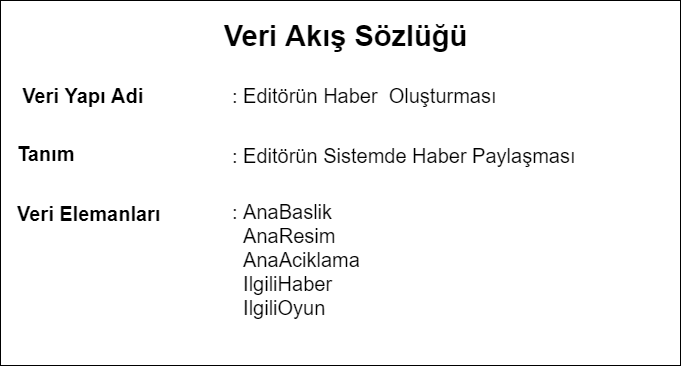 Veri Akış Sözlüğü
Veri Yapı Adi : Editörün Haber Oluşturması
Tanım : Editörün Sistemde Haber Paylaşması
Veri Elemanları : AnaBaslik
AnaResim
AnaAciklama
IlgiliHaber
IlgiliOyun